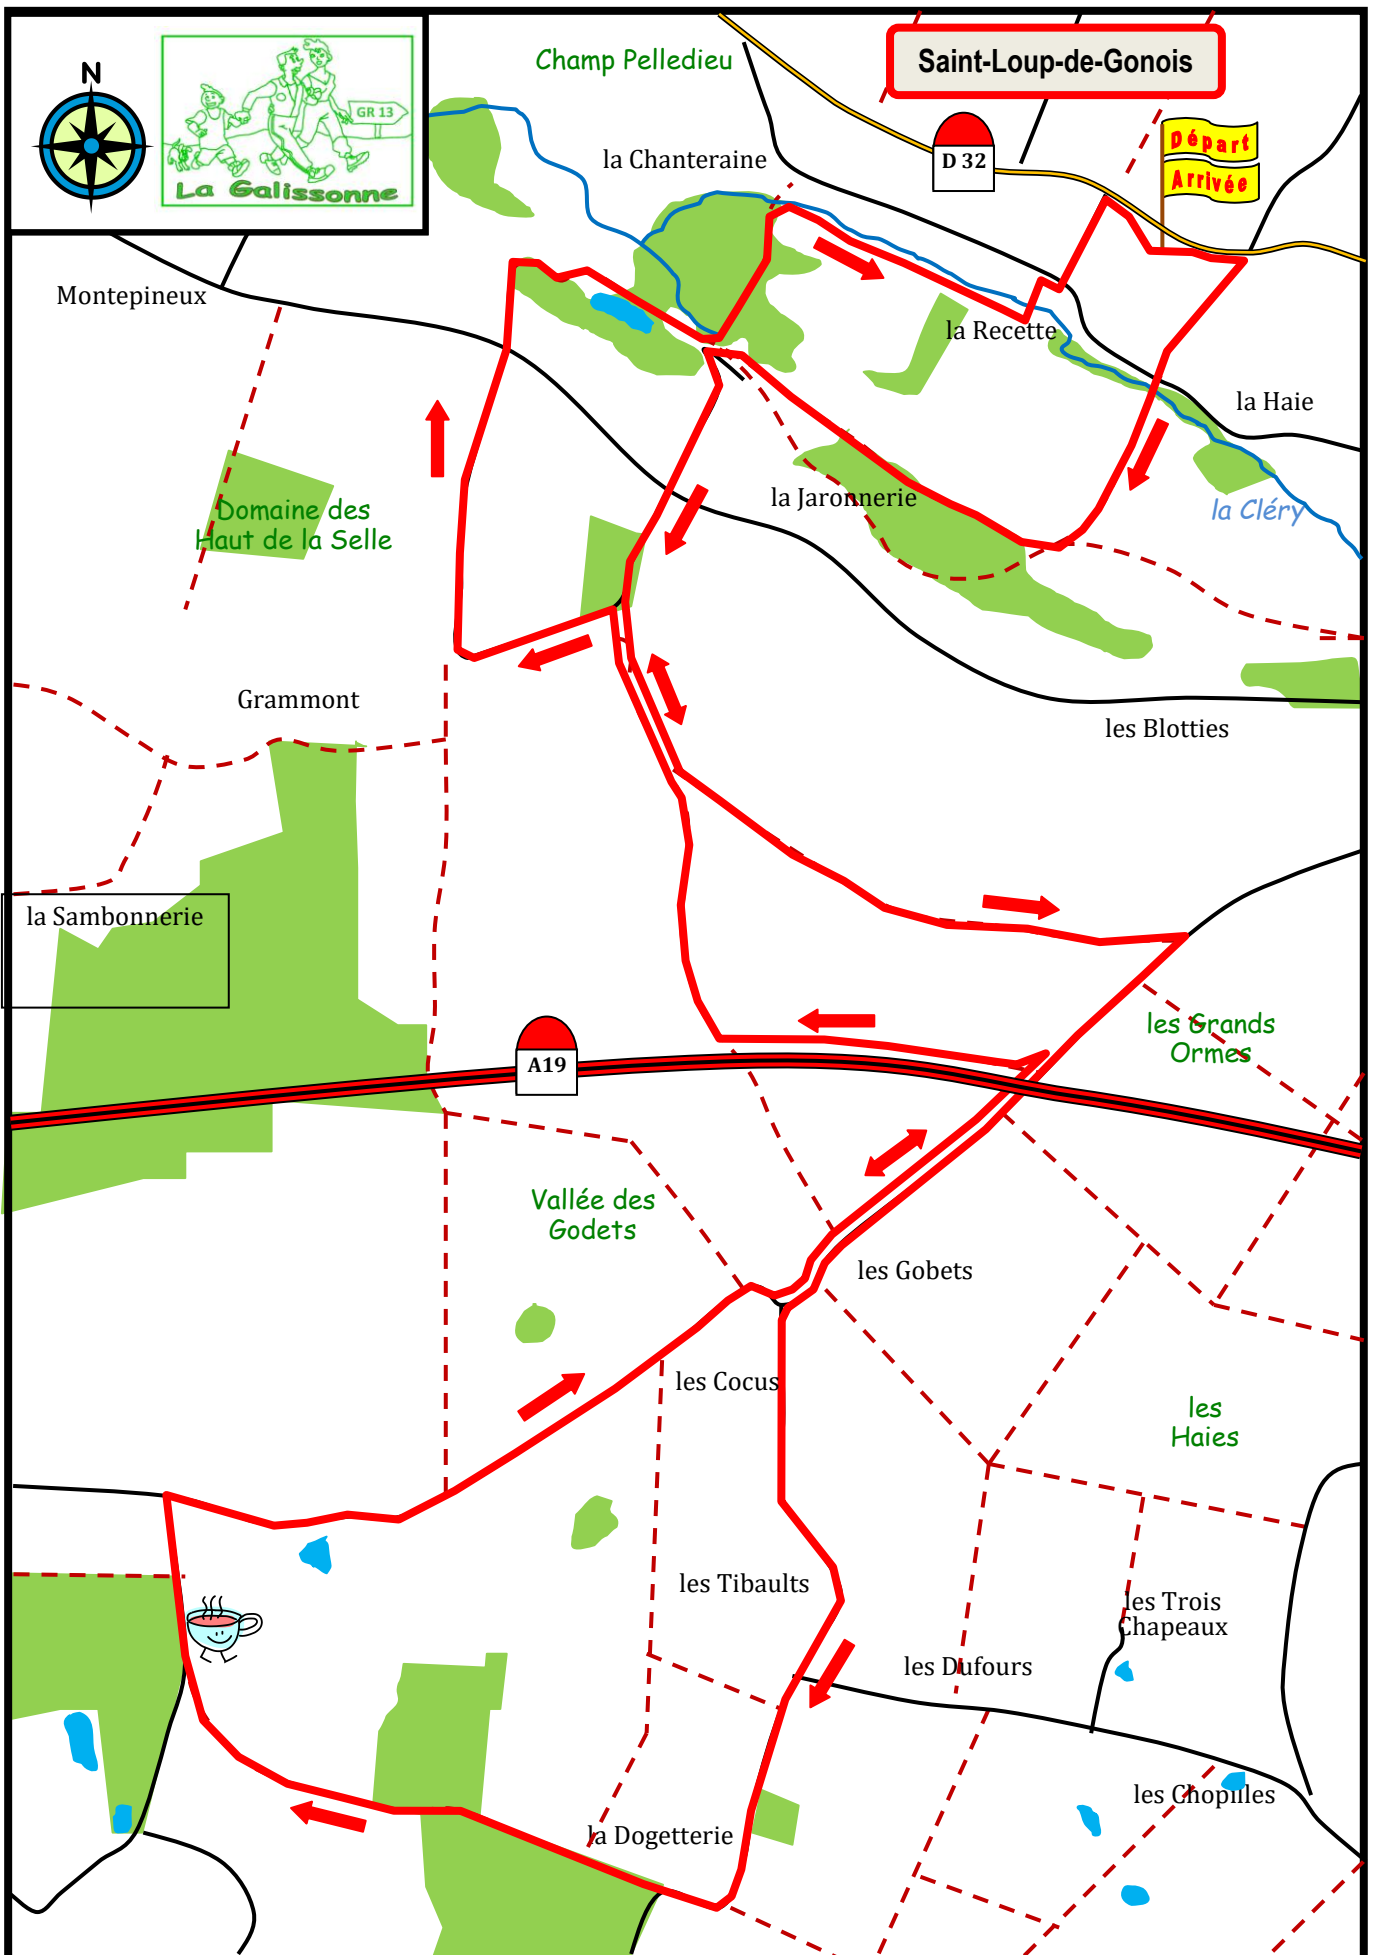 N
GR 13
La Galissonne
Champ Pelledieu
Saint-Loup-de-Gonois
D 32
Départ
Arrivée
la Chanteraine
Montepineux
la Recette
la Haie
la Jaronnerie
la Cléry
Domaine des
Haut de la Selle
Grammont
les Blotties
la Sambonnerie
les Grands
Ormes
A19
Vallée des
Godets
les Gobets
les Cocus
les
Haies
les Tibaults
les Trois
Chapeaux
les Dufours
les Chopilles
la Dogetterie